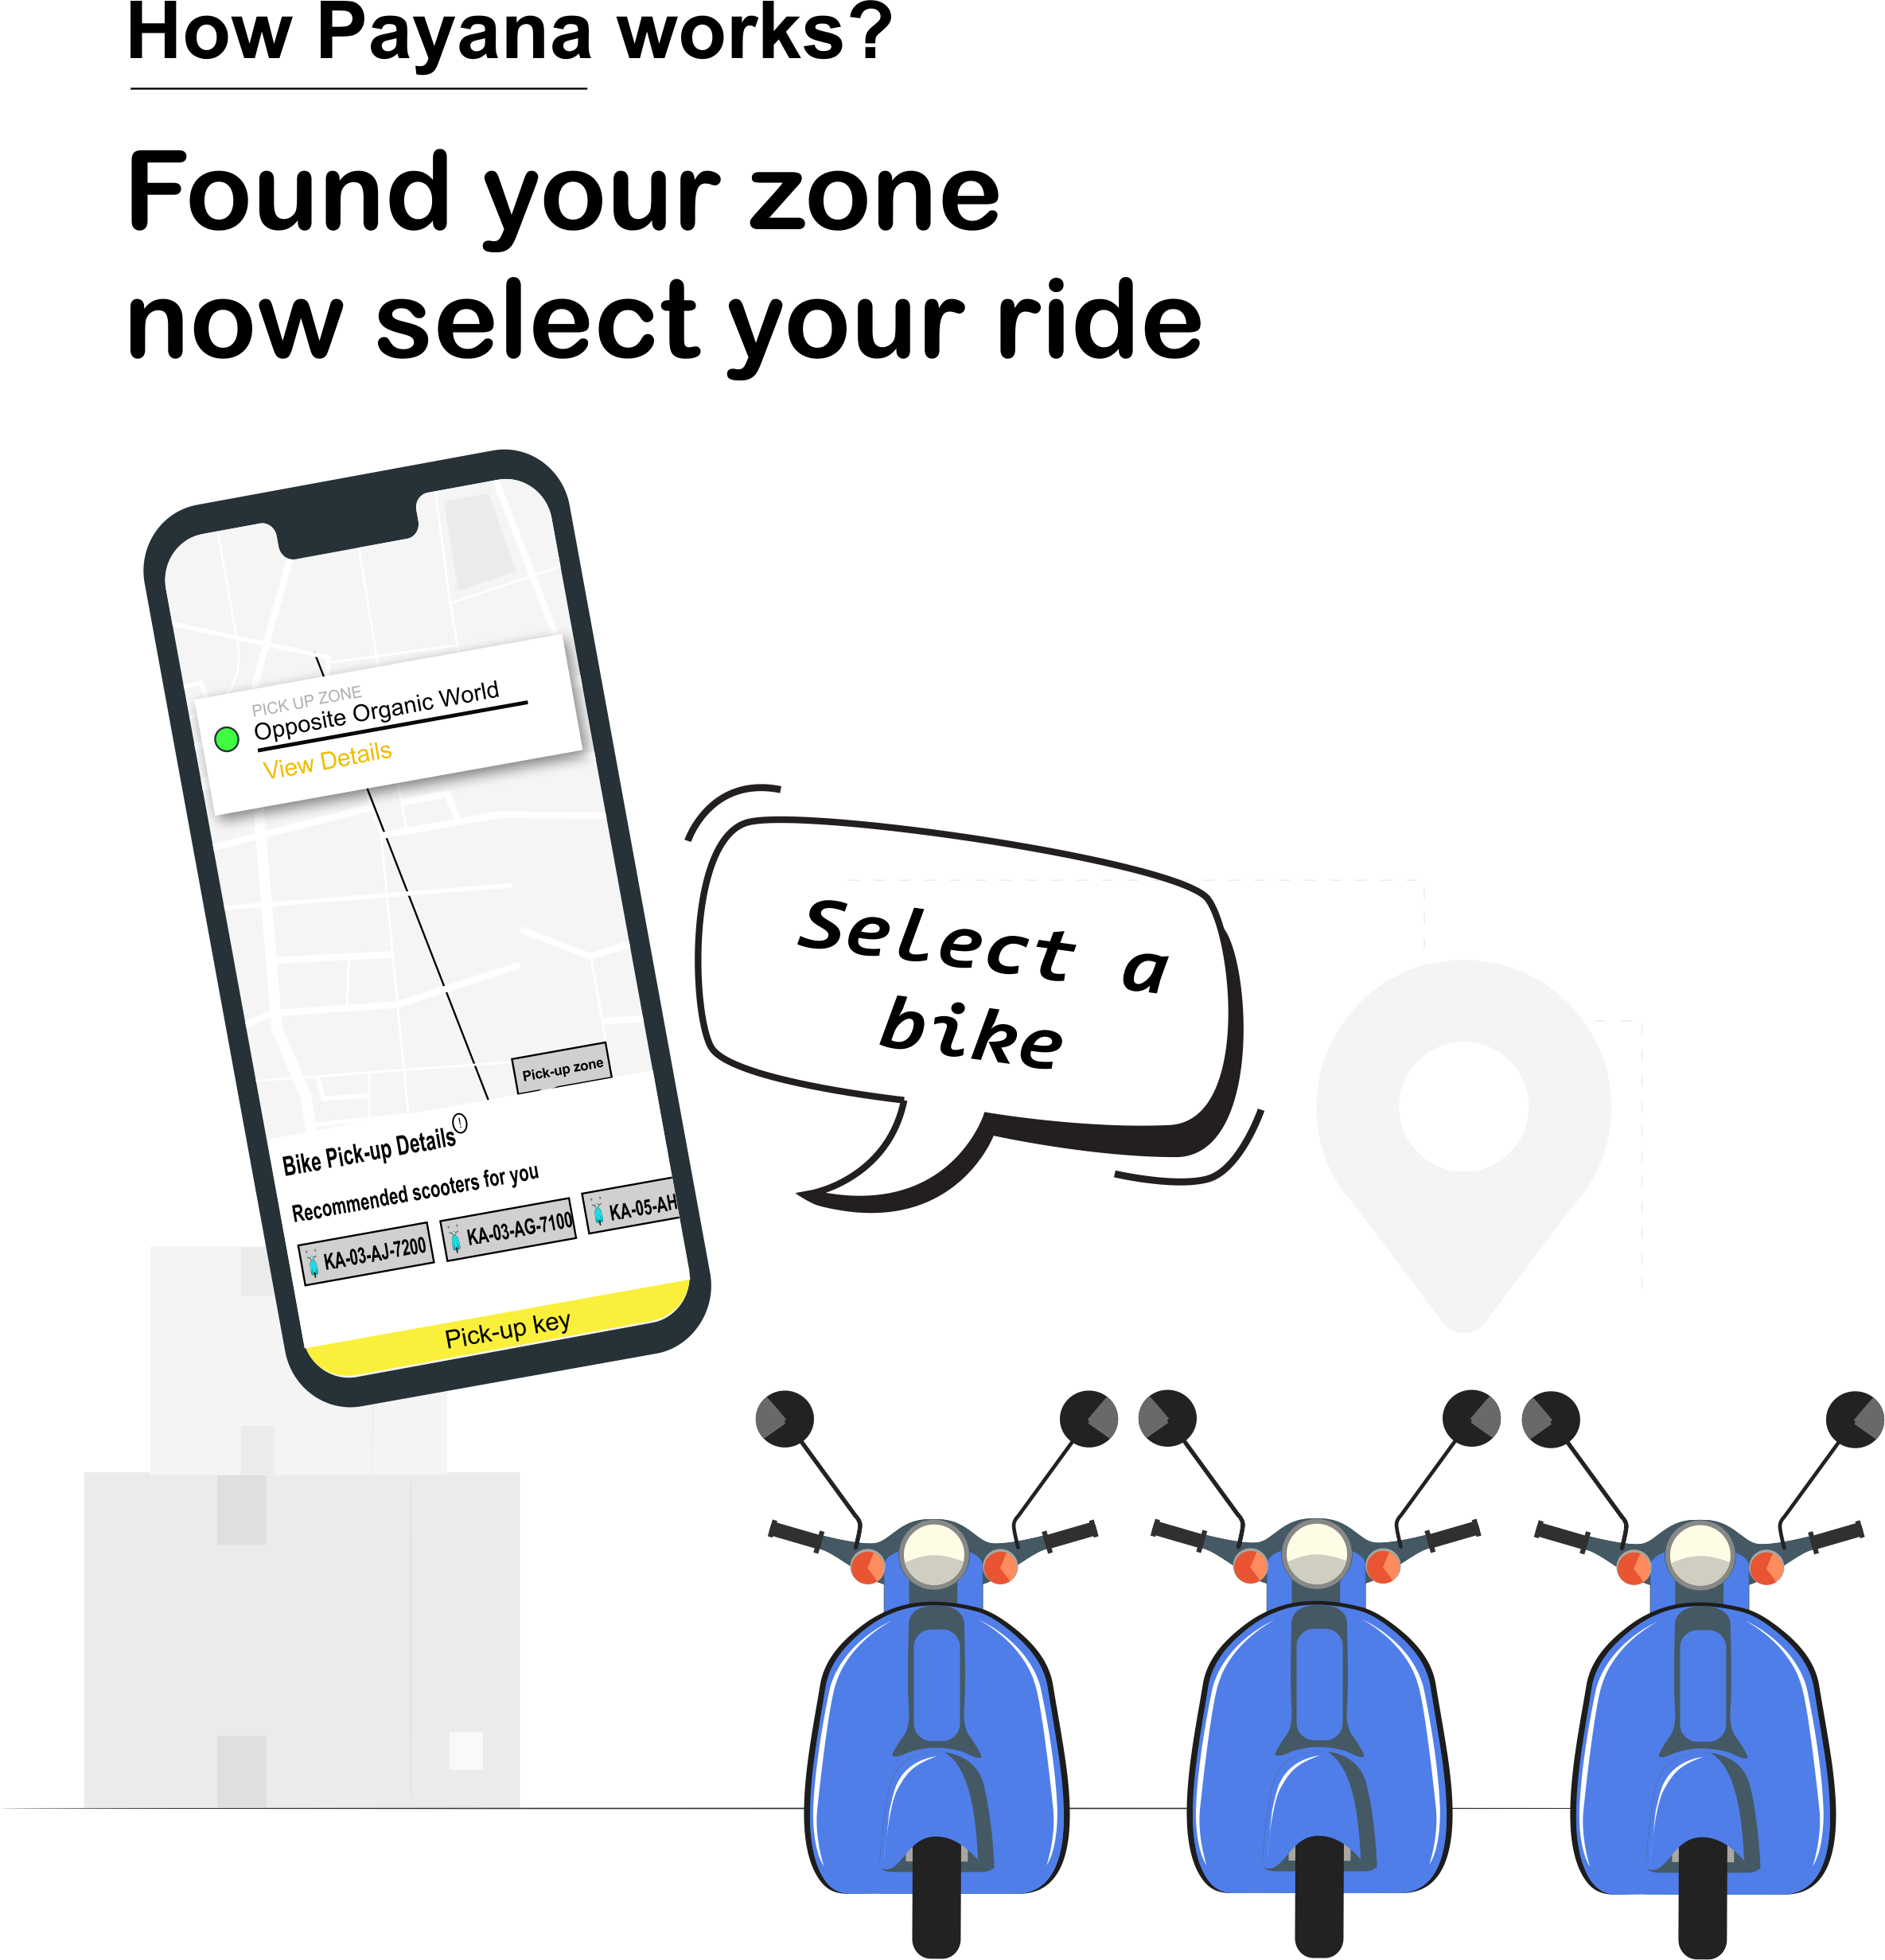 How Payana works?
Found your zone
now select your ride
PICK UP ZONE
Opposite Organic World
View Details
Select a
bike
Pick-up zone
Bike Pick-up Details
Recommended scooters for you
KA-03-AJ-7200
KA-03-AG-7100
KA-05-AH
Pick-up key